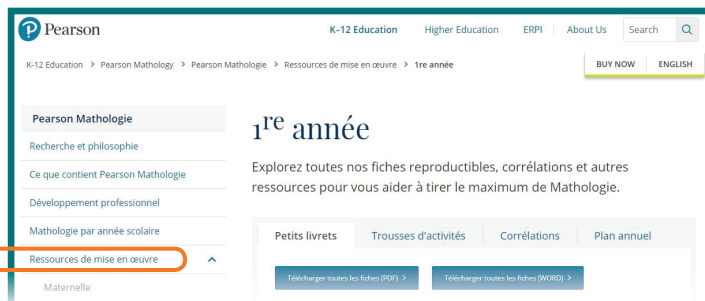 Pearson
K–12 Education Higher Education ERPI About Us Search
K-12 Education > Pearson Mathology > Pearson Mathologie > Ressources de mise en œuvre > 1re année
BUY NOW ENGLISH
Pearson Mathologie
Recherche et philosophie
Ce que contient Pearson Mathologie
Développement professionnel
Mathologie par année scolaire
Ressources de mise en œuvre
Maternelle
1re année
Explorez toutes nos fiches reproductibles, corrélations et autres
ressources pour vous aider à tirer le maximum de Mathologie.
Petits livrets Trousses d'activités Corrélations Plan annuel
Télécharger toutes les fiches (PDF) > Télécharger toutes les fiches (WORD) >